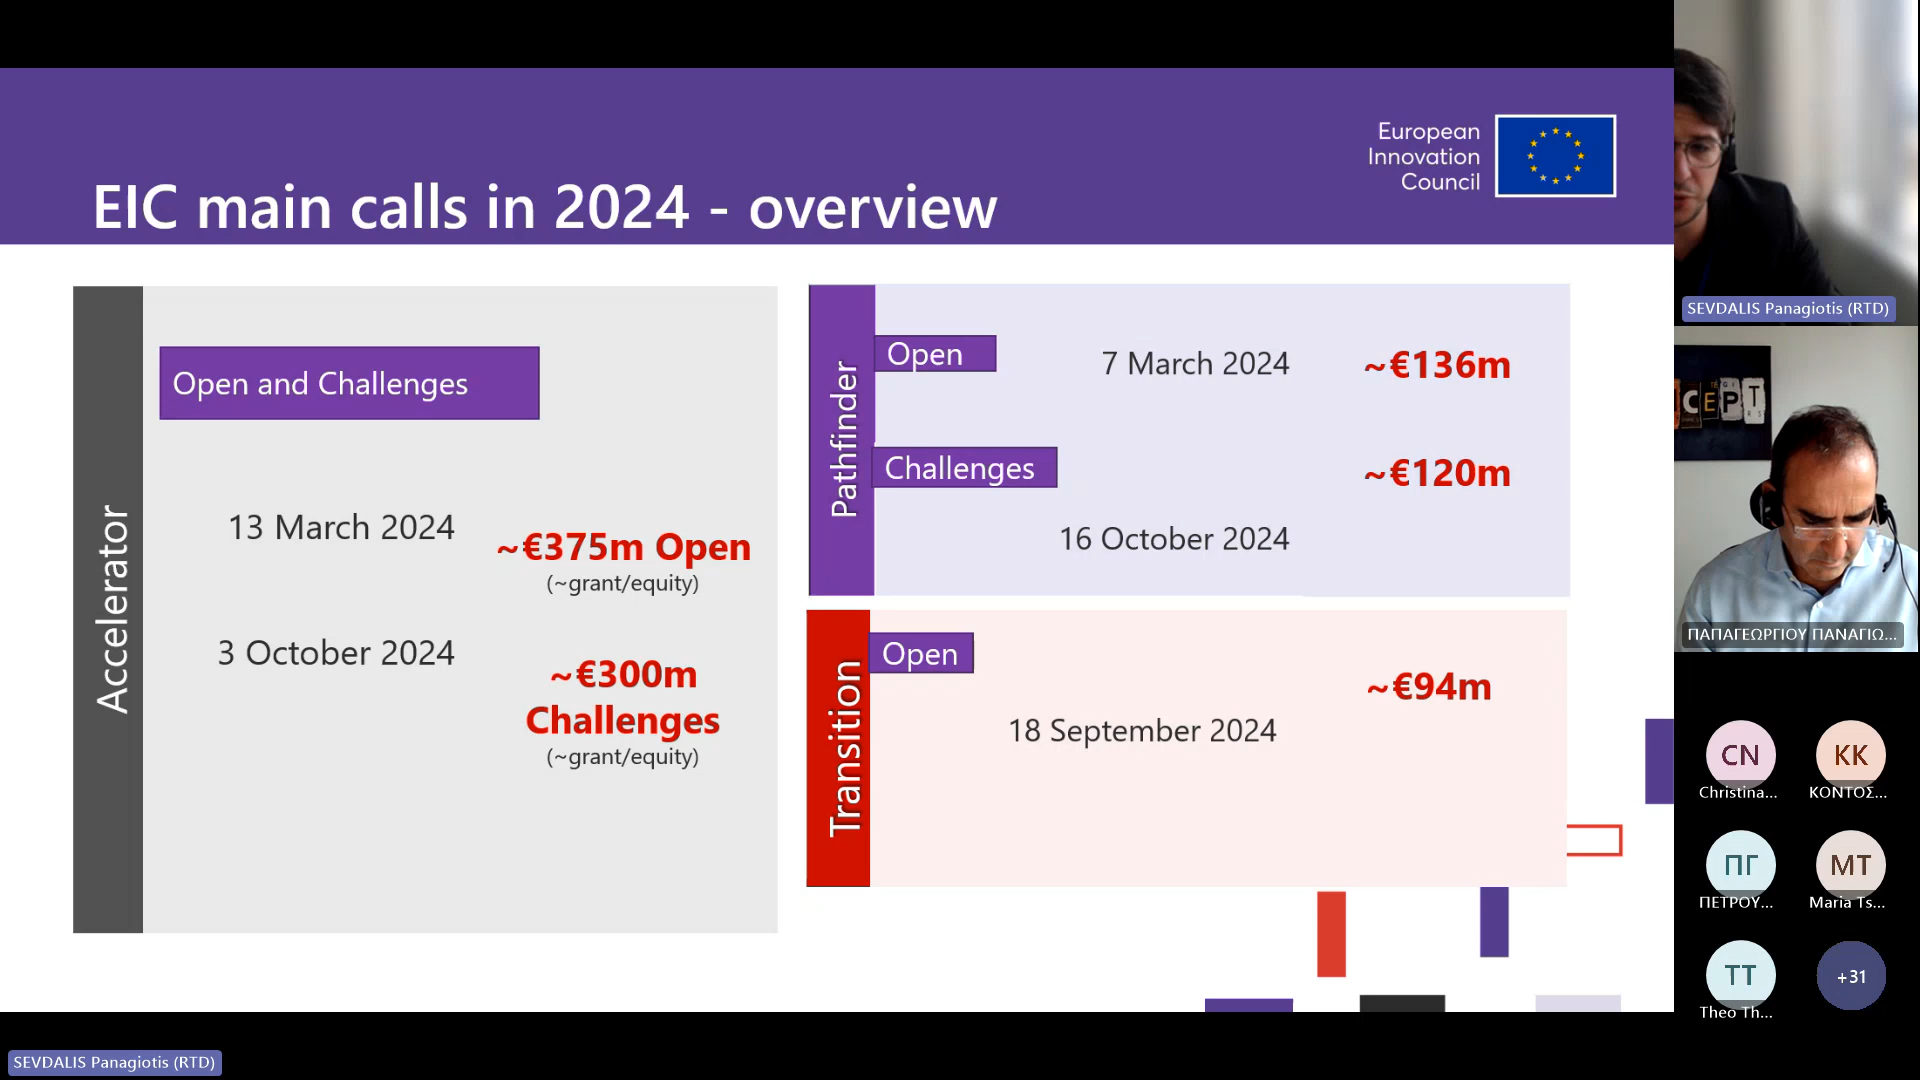 European
Innovation
Council
EIC main calls in 2024 - overview
Accelerator
Open and Challenges
13 March 2024
~€375m Open
(~grant/equity)
3 October 2024
~€300m
Challenges
(~grant/equity)
Pathfinder
Open
7 March 2024
~€136m
Challenges
~€120m
16 October 2024
Transition
Open
~€94m
18 September 2024
SEVDALIS Panagiotis (RTD)
CEPT
ΠΑΠΑΓΕΩΡΓΙΟΥ ΠΑΝΑΓΙΩ...
CN
Christina...
KK
ΚΟΝΤΟΣ...
ΠΓ
ΠΕΤΡΟΥ...
MT
Maria Ts...
TT
Theo Th...
+31
SEVDALIS Panagiotis (RTD)